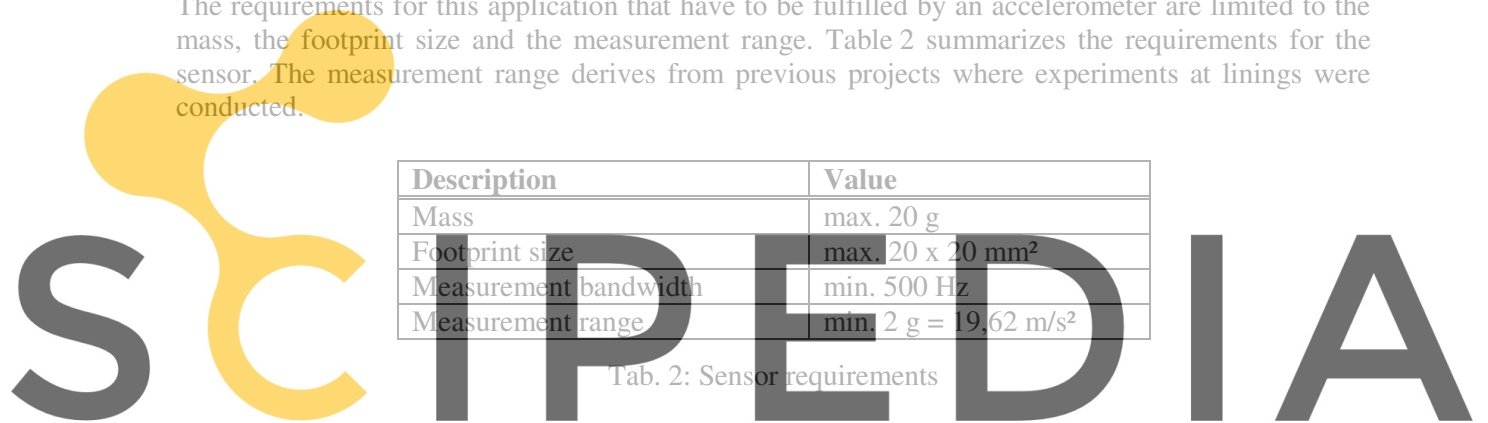 The requirements for this application that have to be fulfilled by an accelerometer are limited to the
mass, the footprint size and the measurement range. Table 2 summarizes the requirements for the
sensor. The measurement range derives from previous projects where experiments at linings were
conducted.
Description Value
Mass max. 20 g
Footprint size max. 20 x 20 mm²
Measurement bandwidth min. 500 Hz
Measurement range min. 2 g = 19,62 m/s²
Tab. 2: Sensor requirements
SCIPEDIA